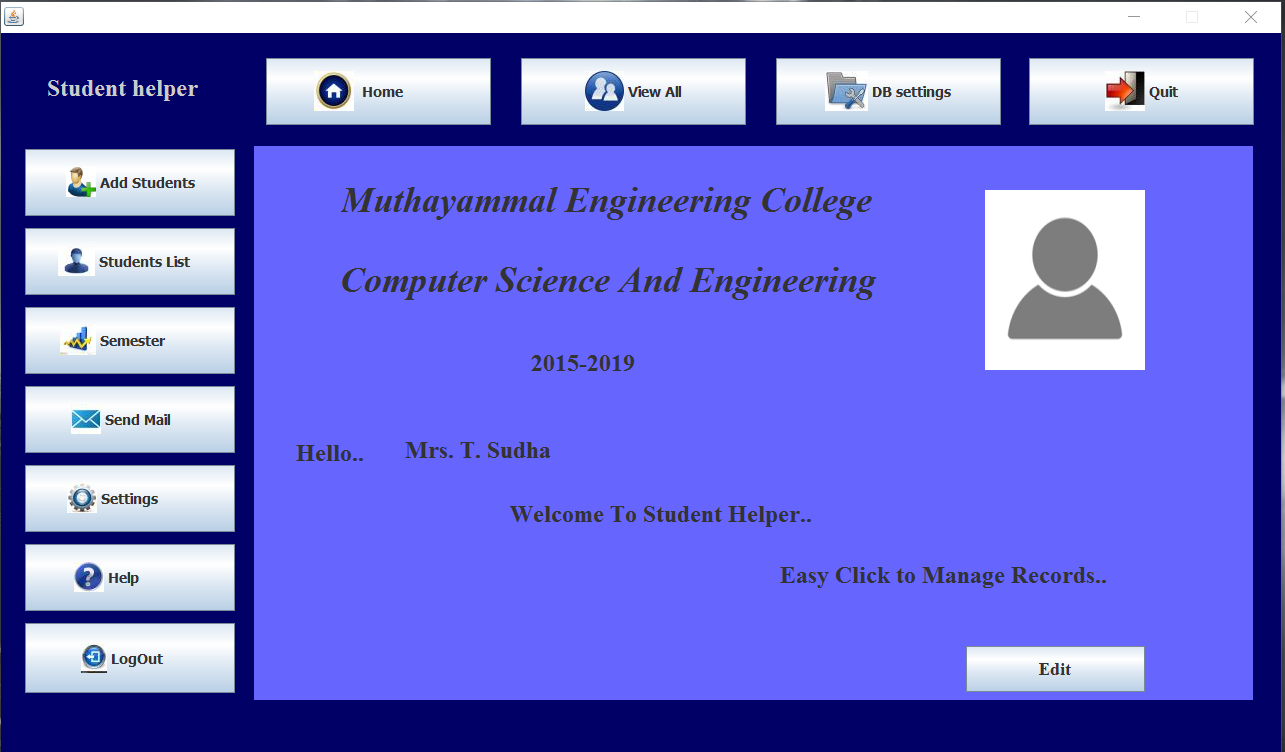 Student helper
Home
View All
DB settings
Quit
Add Students
Students List
Semester
Send Mail
Settings
Help
LogOut
Muthayammal Engineering College
Computer Science And Engineering
2015-2019
Hello.. Mrs. T. Sudha
Welcome To Student Helper..
Easy Click to Manage Records..
Edit